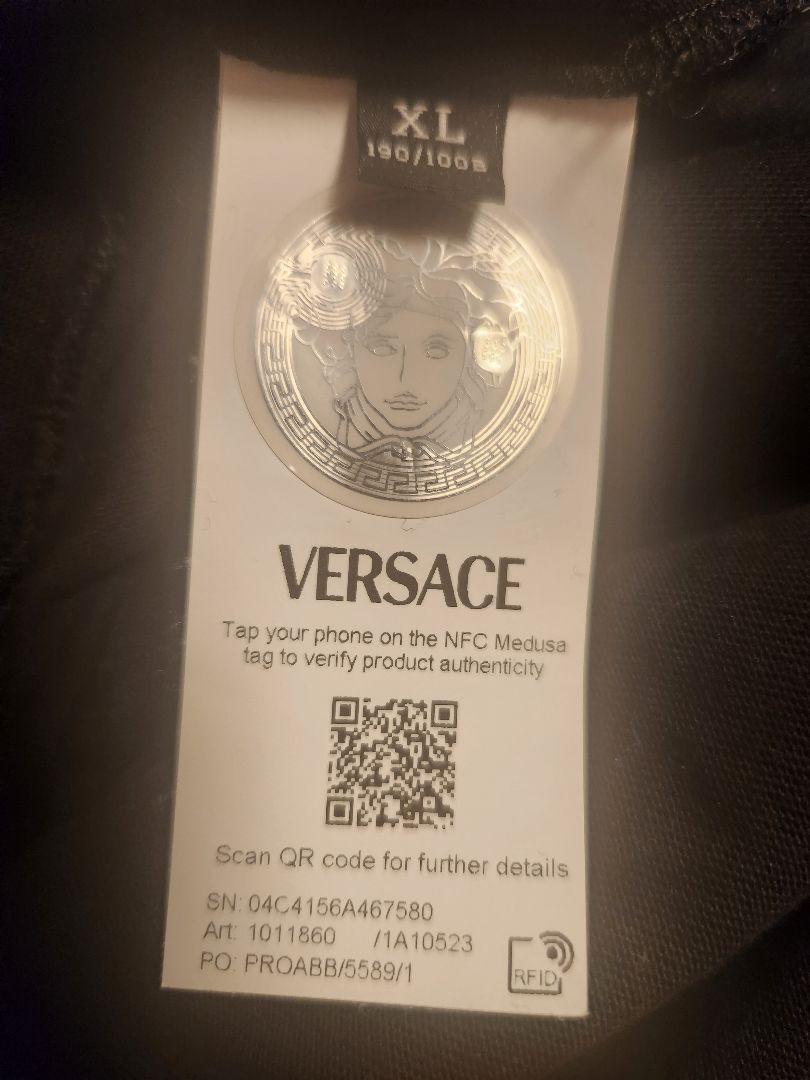 XL
190/100B
VERSACE
Tap your phone on the NFC Medusa
tag to verify product authenticity
Scan QR code for further details
SN: 04C4156A467580
Art: 1011860 /1A10523
PO: PROABB/5589/1
RFID